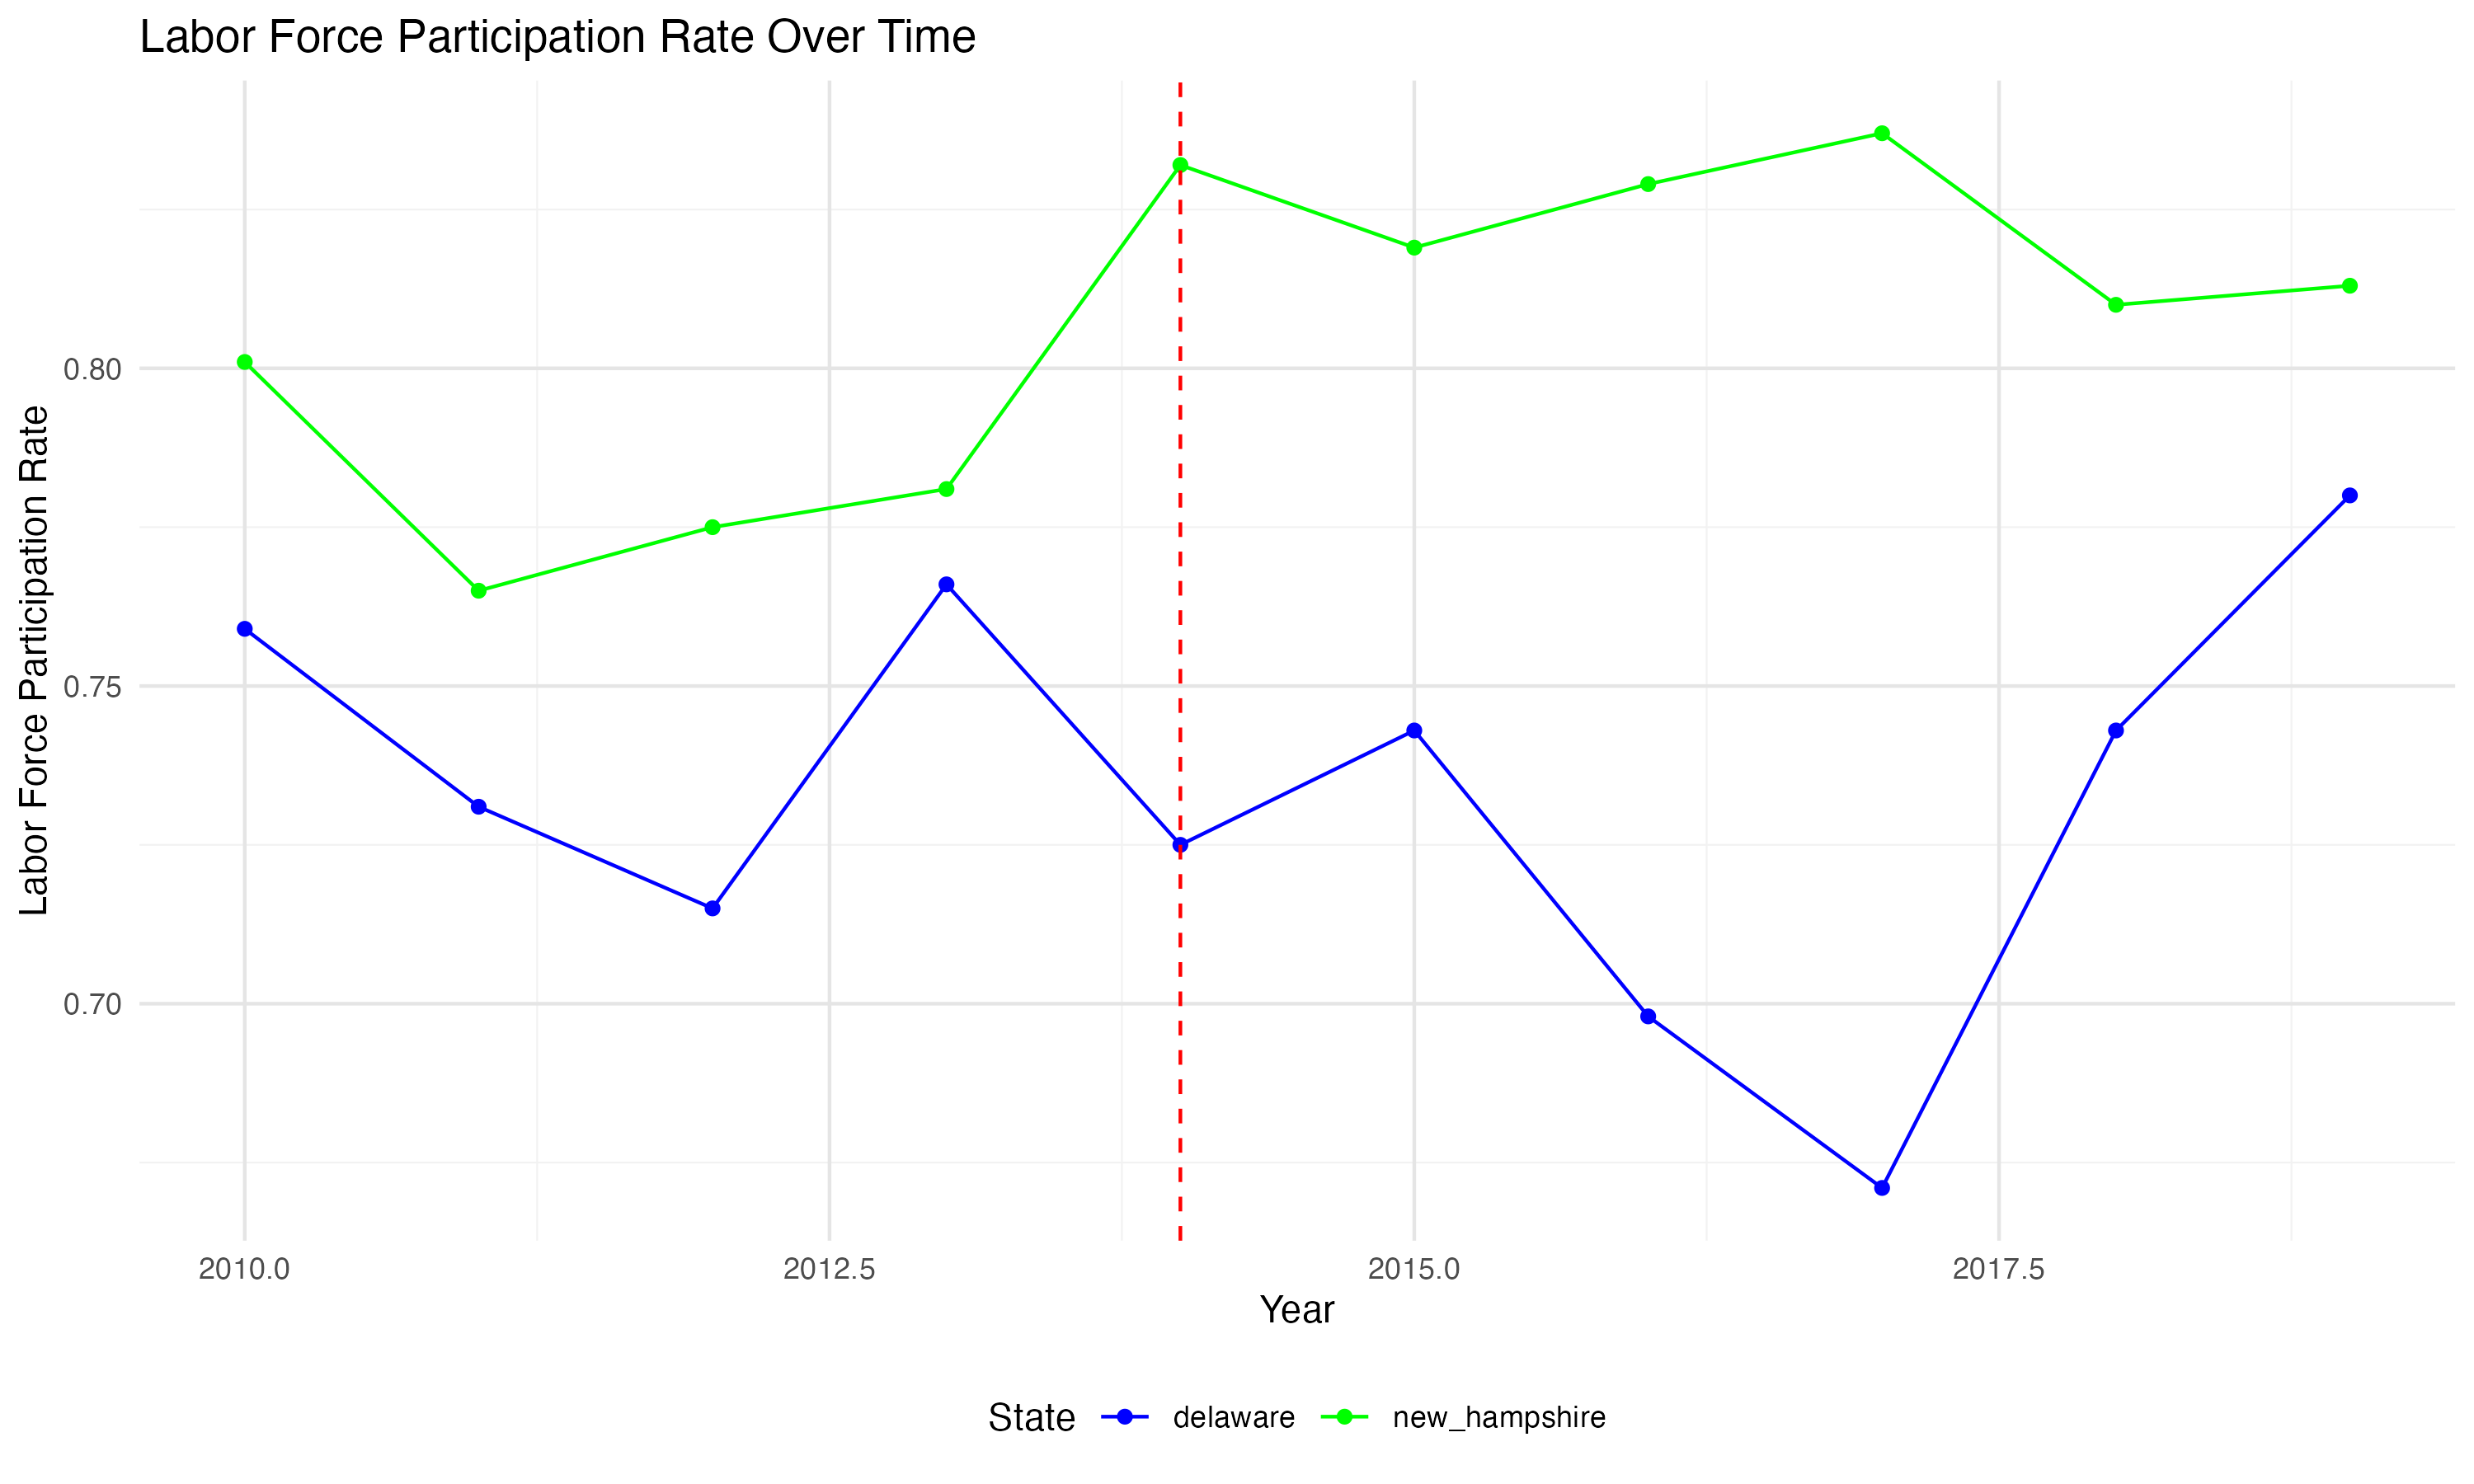 Labor Force Participation Rate Over Time
Labor Force Participation Rate
0.80
0.75
0.70
2010.0 2012.5 2015.0 2017.5
Year
State delaware new_hampshire